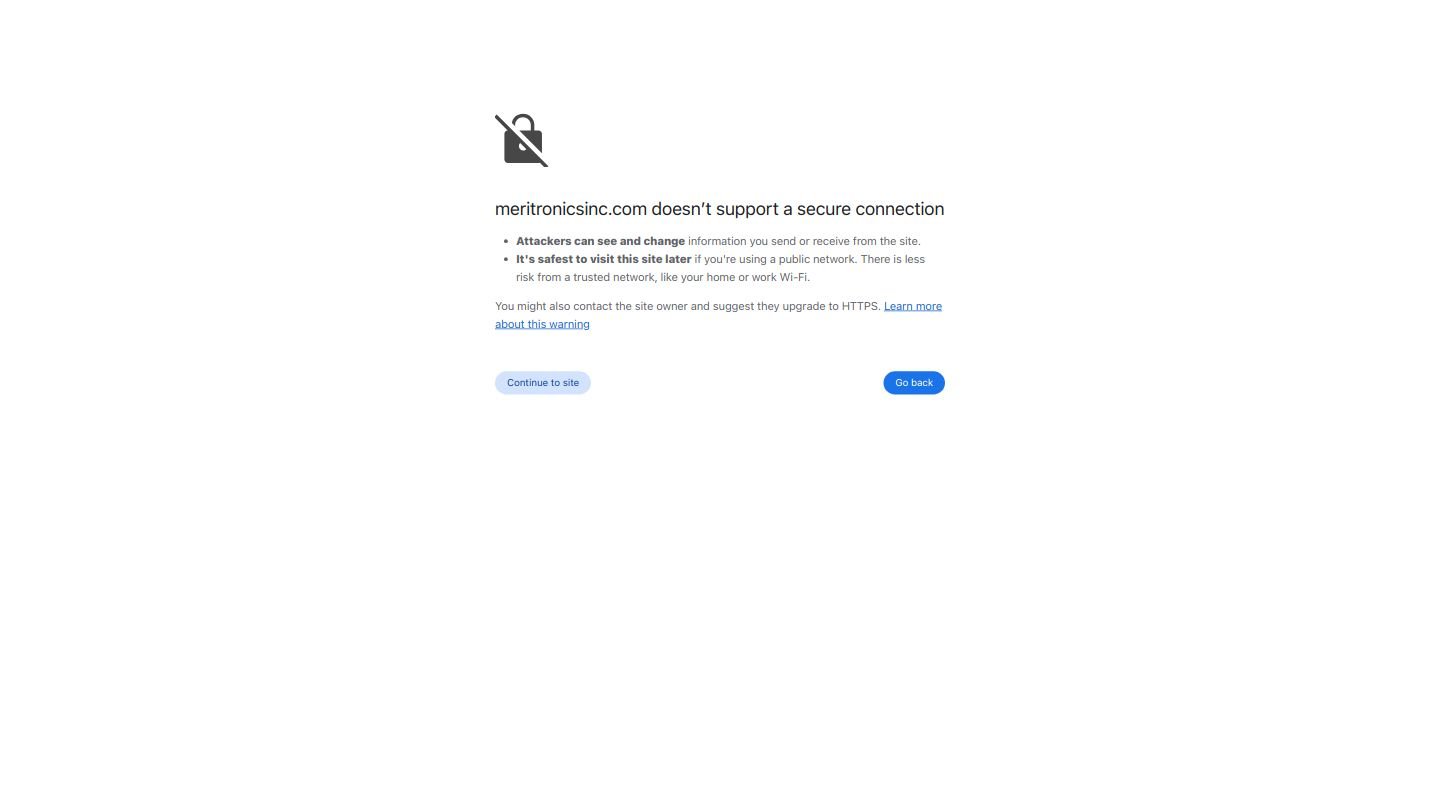 meritronicsinc.com doesn’t support a secure connection
• Attackers can see and change information you send or receive from the site.
• It's safest to visit this site later if you're using a public network. There is less
risk from a trusted network, like your home or work Wi-Fi.
You might also contact the site owner and suggest they upgrade to HTTPS. Learn more
about this warning
Continue to site
Go back